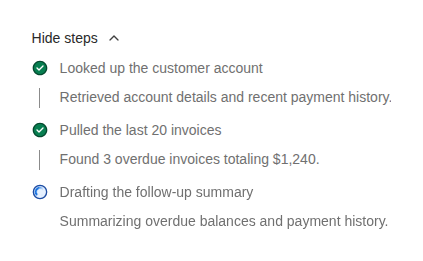 Hide steps
Looked up the customer account
Retrieved account details and recent payment history.
Pulled the last 20 invoices
Found 3 overdue invoices totaling $1,240.
Drafting the follow-up summary
Summarizing overdue balances and payment history.